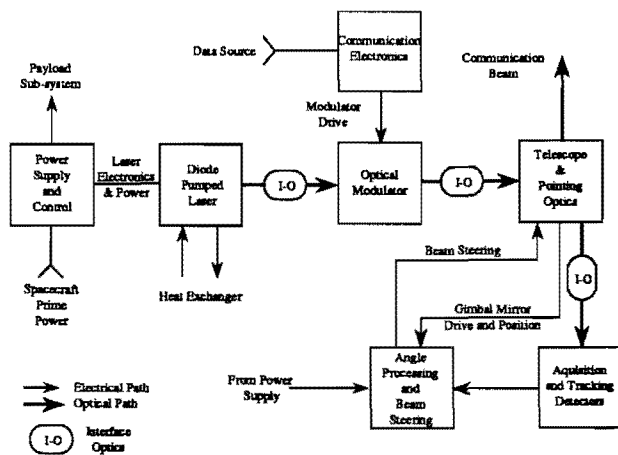 Communication
Electronics
Data Source
Payload
Sub-system
Communication
Beam
Modulator
Drive
Power
Supply
and
Control
Laser
Electronics
& Power
Diode
Pumped
Laser
I-O
Optical
Modulator
I-O
Telescope
&
Pointing
Optics
Spacecraft
Prime
Power
Heat Exchanger
Beam Steering
I-O
Gimbal Mirror
Drive and Position
From Power
Supply
Angle
Processing
and
Beam
Steering
Aquisition
and Tracking
Detectors
Electrical Path
Optical Path
I-O
Interface
Optics